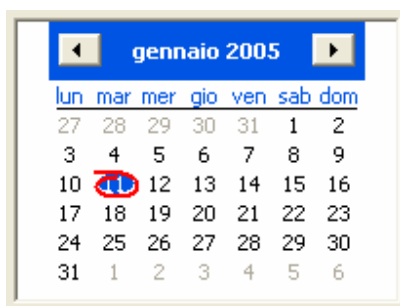 gennaio 2005
lun mar mer gio ven sab dom
27 28 29 30 31 1 2
3 4 5 6 7 8 9
10 11 12 13 14 15 16
17 18 19 20 21 22 23
24 25 26 27 28 29 30
31 1 2 3 4 5 6